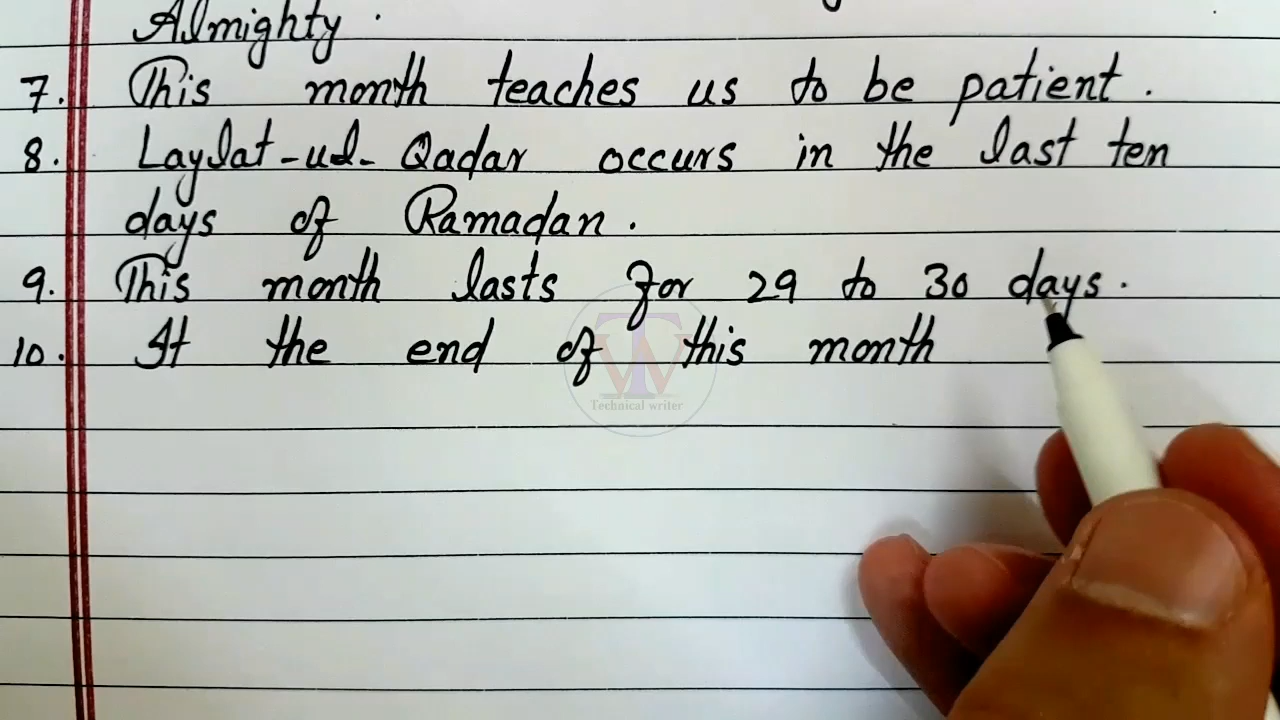 Almighty.
7. This month teaches us to be patient.
8. Laylat-ul-Qadar occurs in the last ten
days of Ramadan.
9. This month lasts for 29 to 30 days.
10. At the end of this month
TW
Technical writer